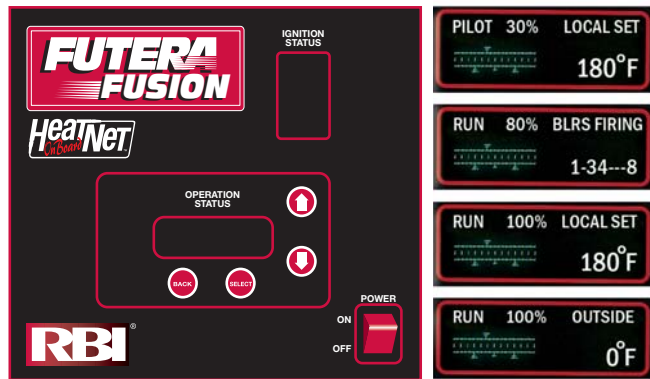 FUTERA
FUSION
HeatNet
OnBoard
IGNITION
STATUS
OPERATION
STATUS
BACK
SELECT
POWER
ON
OFF
RBI®
PILOT 30% LOCAL SET
180°F
RUN 80% BLRS FIRING
1-34---8
RUN 100% LOCAL SET
180°F
RUN 100% OUTSIDE
0°F